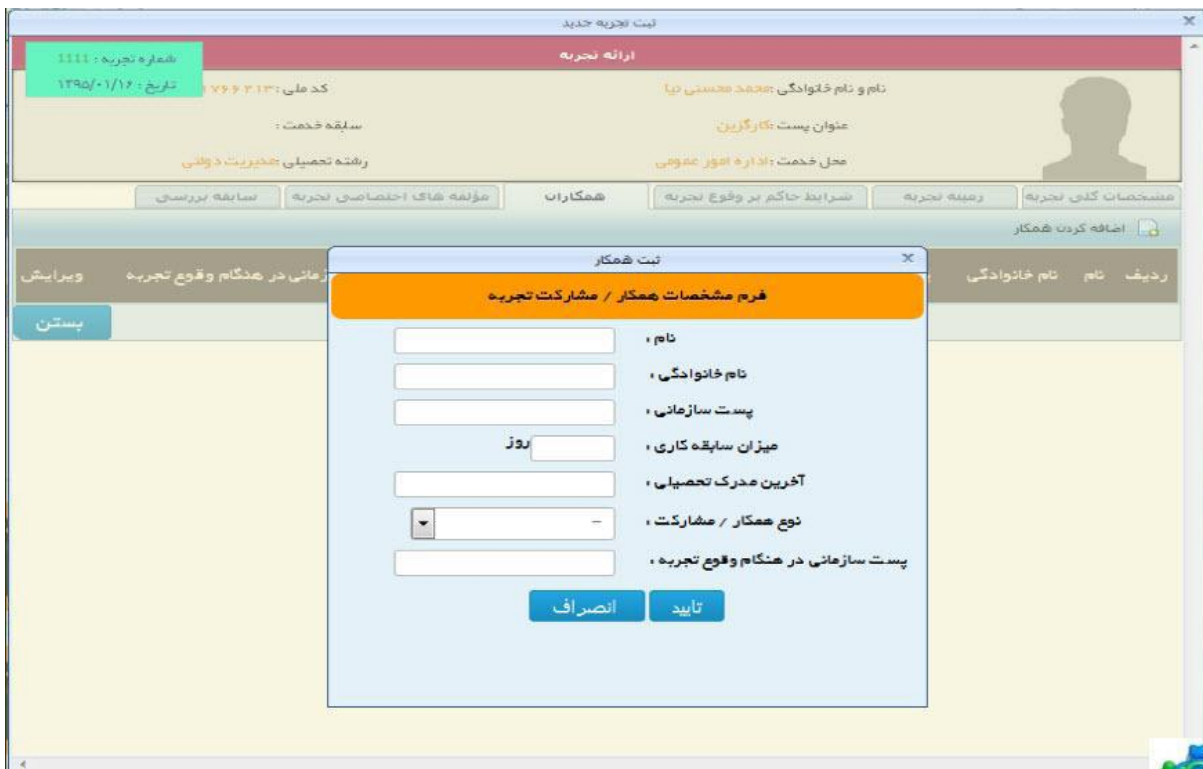 ثبت تجربه جدید
ارائه تجربه
شماره تجربه : 1111
تاریخ : ۱۳۹۵/۰۱/۱۶
نام و نام خانوادگی :محمد محسنی نیا
کد ملی :
عنوان پست :کارگزین
سابقه خدمت :
محل خدمت :اداره امور عمومی
رشته تحصیلی :مدیریت دولتی
مشخصات کلی تجربه
زمینه تجربه
شرایط حاکم بر وقوع تجربه
همکاران
مؤلفه های اختصاصی تجربه
سابقه بررسی
اضافه کردن همکار
ردیف نام نام خانوادگی
در هنگام وقوع تجربه ویرایش
بستن
ثبت همکار
فرم مشخصات همکار / مشارکت تجربه
نام :
نام خانوادگی :
پست سازمانی :
میزان سابقه کاری : روز
آخرین مدرک تحصیلی :
نوع همکار / مشارکت : --
پست سازمانی در هنگام وقوع تجربه :
تایید انصراف